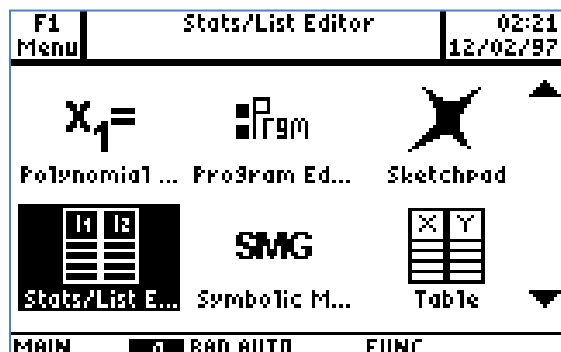 F1 Stats/List Editor 02:21
Menu 12/02/97
x1= Prgm
Polynomial ... Program Ed... Sketchpad
l1 l2 SMG X Y
Stats/List E... Symbolic M... Table
MAIN RAD AUTO FUNC